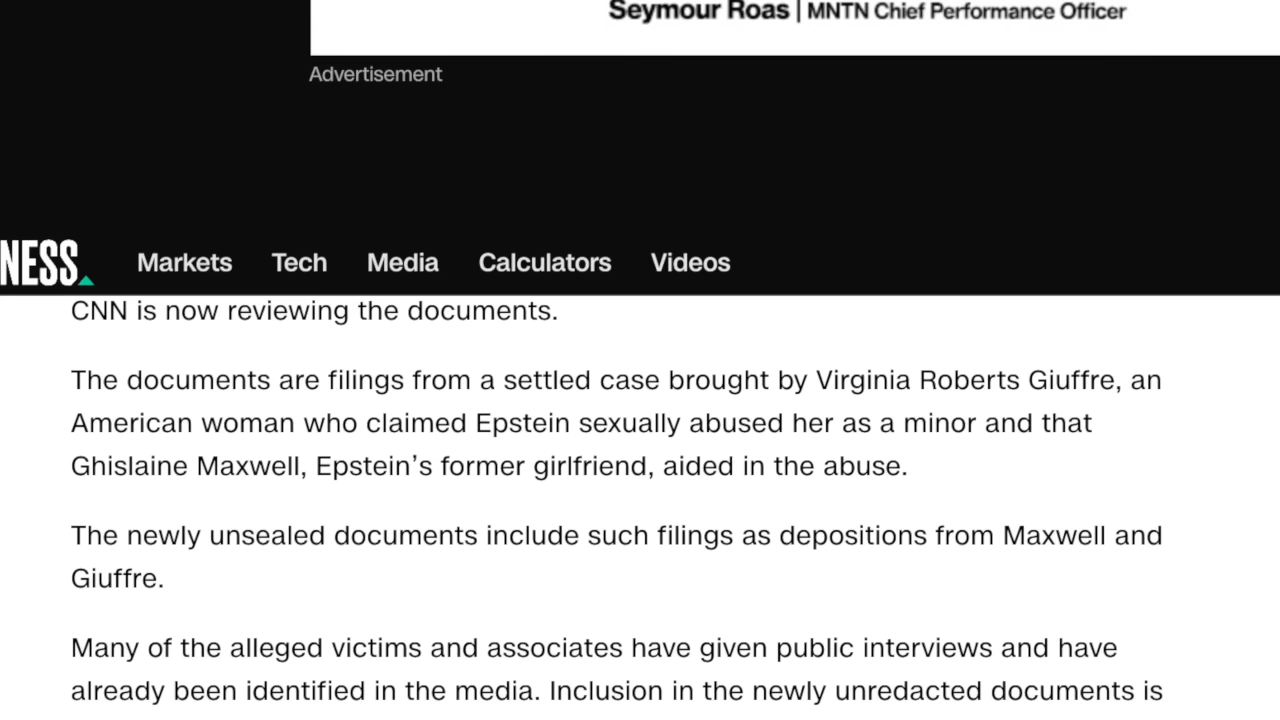 Seymour Roas | MNTN Chief Performance Officer
Advertisement
NESS Markets Tech Media Calculators Videos
CNN is now reviewing the documents.
The documents are filings from a settled case brought by Virginia Roberts Giuffre, an
American woman who claimed Epstein sexually abused her as a minor and that
Ghislaine Maxwell, Epstein’s former girlfriend, aided in the abuse.
The newly unsealed documents include such filings as depositions from Maxwell and
Giuffre.
Many of the alleged victims and associates have given public interviews and have
already been identified in the media. Inclusion in the newly unredacted documents is